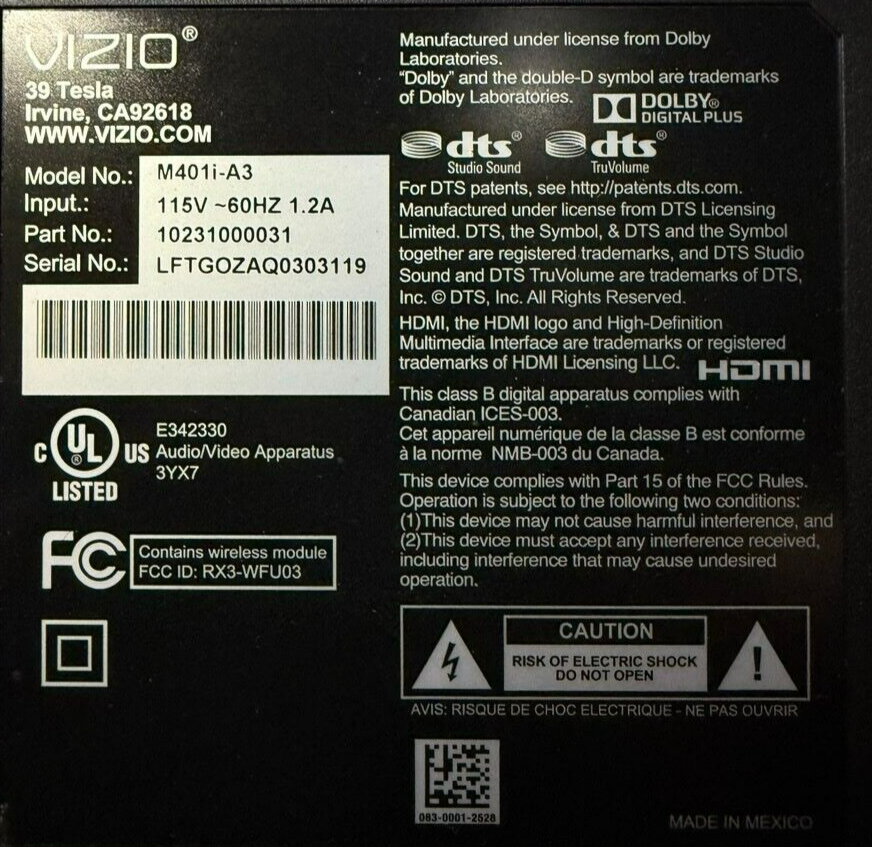 VIZIO®
39 Tesla
Irvine, CA92618
WWW.VIZIO.COM
Model No.: M401i-A3
Input.: 115V ~60HZ 1.2A
Part No.: 10231000031
Serial No.: LFTGOZAQ0303119
C UL ® US
LISTED
E342330
Audio/Video Apparatus
3YX7
FC
Contains wireless module
FCC ID: RX3-WFU03
Manufactured under license from Dolby
Laboratories.
“Dolby” and the double-D symbol are trademarks
of Dolby Laboratories.
DOLBY®
DIGITAL PLUS
dts®
Studio Sound
dts®
TruVolume
For DTS patents, see http://patents.dts.com.
Manufactured under license from DTS Licensing
Limited. DTS, the Symbol, & DTS and the Symbol
together are registered trademarks, and DTS Studio
Sound and DTS TruVolume are trademarks of DTS,
Inc. © DTS, Inc. All Rights Reserved.
HDMI, the HDMI logo and High-Definition
Multimedia Interface are trademarks or registered
trademarks of HDMI Licensing LLC.
HDMI
This class B digital apparatus complies with
Canadian ICES-003.
Cet appareil numérique de la classe B est conforme
à la norme NMB-003 du Canada.
This device complies with Part 15 of the FCC Rules.
Operation is subject to the following two conditions:
(1)This device may not cause harmful interference, and
(2)This device must accept any interference received,
including interference that may cause undesired
operation.
CAUTION
RISK OF ELECTRIC SHOCK
DO NOT OPEN
!
AVIS: RISQUE DE CHOC ELECTRIQUE - NE PAS OUVRIR
083-0001-2528
MADE IN MEXICO